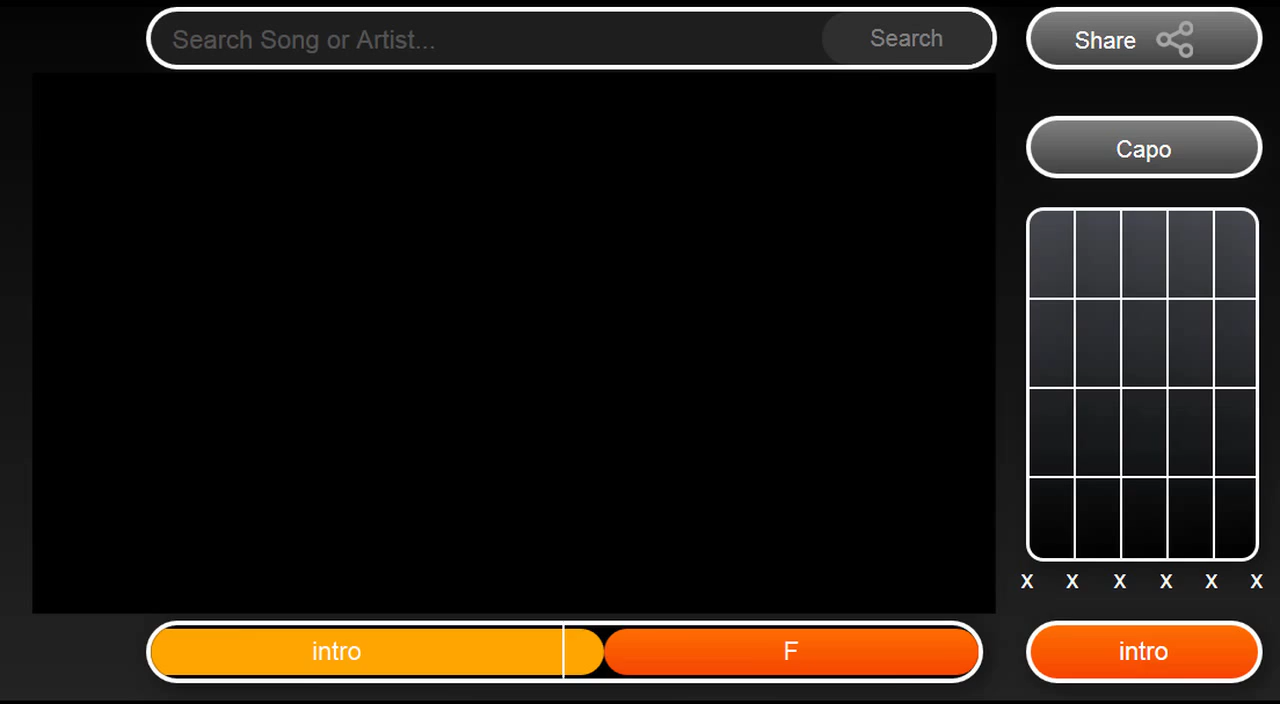 Search Song or Artist... Search Share
Capo
x x x x x x
intro F intro